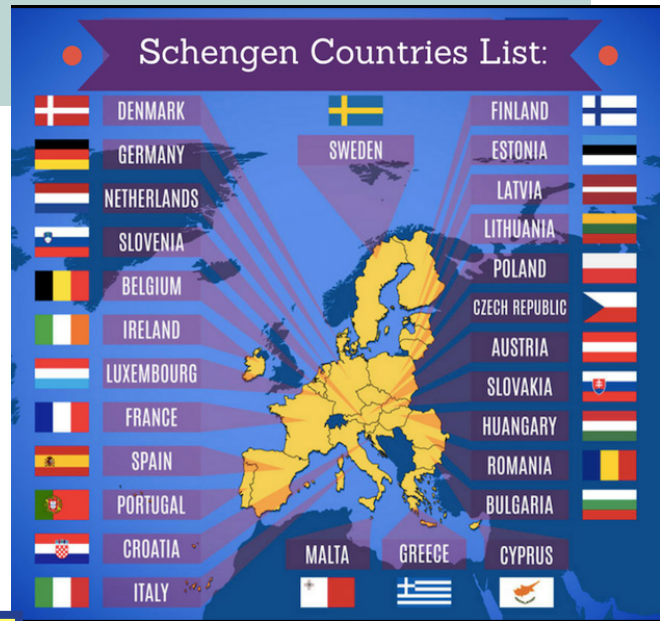 Schengen Countries List:
DENMARK
GERMANY
NETHERLANDS
SLOVENIA
BELGIUM
IRELAND
LUXEMBOURG
FRANCE
SPAIN
PORTUGAL
CROATIA
ITALY
SWEDEN
FINLAND
ESTONIA
LATVIA
LITHUANIA
POLAND
CZECH REPUBLIC
AUSTRIA
SLOVAKIA
HUANGARY
ROMANIA
BULGARIA
MALTA
GREECE
CYPRUS